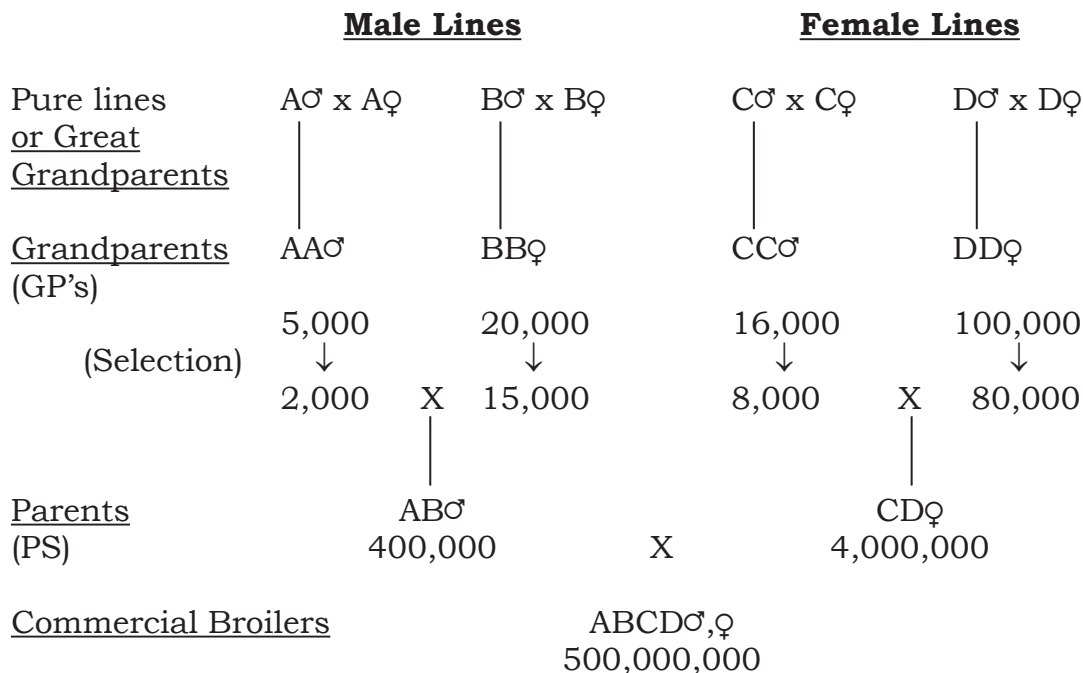 Male Lines Female Lines
Pure lines A♂ x A♀ B♂ x B♀ C♂ x C♀ D♂ x D♀
or Great
Grandparents
Grandparents AA♂ BB♀ CC♂ DD♀
(GP's)
5,000 20,000 16,000 100,000
(Selection) ↓ ↓ ↓ ↓
2,000 X 15,000 8,000 X 80,000
Parents AB♂ CD♀
(PS) 400,000 X 4,000,000
Commercial Broilers ABCD♂,♀
500,000,000